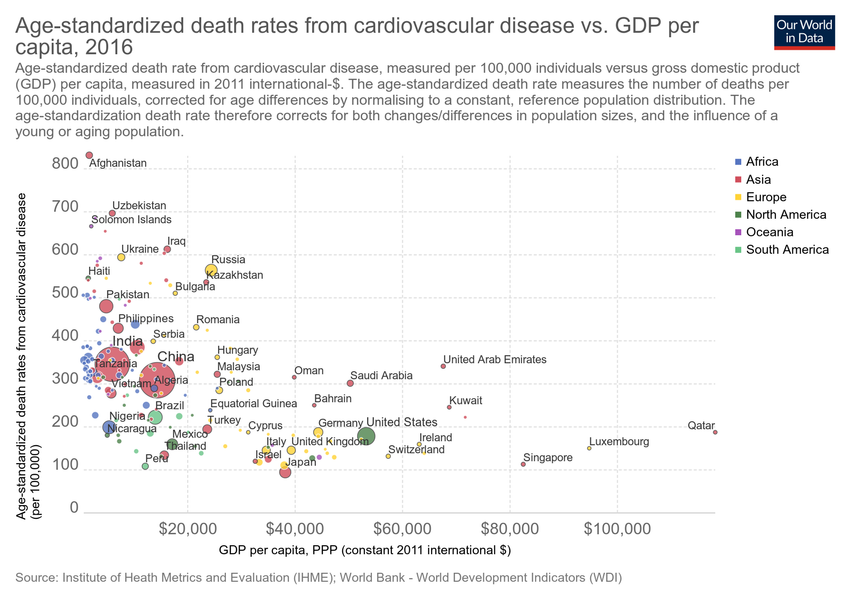 Age-standardized death rates from cardiovascular disease vs. GDP per
capita, 2016
Our World
in Data
Age-standardized death rate from cardiovascular disease, measured per 100,000 individuals versus gross domestic product
(GDP) per capita, measured in 2011 international-$. The age-standardized death rate measures the number of deaths per
100,000 individuals, corrected for age differences by normalising to a constant, reference population distribution. The
age-standardization death rate therefore corrects for both changes/differences in population sizes, and the influence of a
young or aging population.
Age-standardized death rates from cardiovascular disease
(per 100,000)
800
700
600
500
400
300
200
100
0
Afghanistan
Uzbekistan
Solomon Islands
Iraq
Ukraine
Russia
Haiti
Kazakhstan
Bulgaria
Pakistan
Philippines
Romania
Serbia
India
Hungary
China
Tanzania
Malaysia
United Arab Emirates
Oman
Saudi Arabia
Vietnam
Algeria
Poland
Brazil
Equatorial Guinea
Bahrain
Kuwait
Nigeria
Turkey
Cyprus
Germany
United States
Qatar
Nicaragua
Mexico
Italy
United Kingdom
Ireland
Luxembourg
Thailand
Israel
Switzerland
Peru
Japan
Singapore
$20,000
$40,000
$60,000
$80,000
$100,000
GDP per capita, PPP (constant 2011 international $)
Africa
Asia
Europe
North America
Oceania
South America
Source: Institute of Heath Metrics and Evaluation (IHME); World Bank - World Development Indicators (WDI)